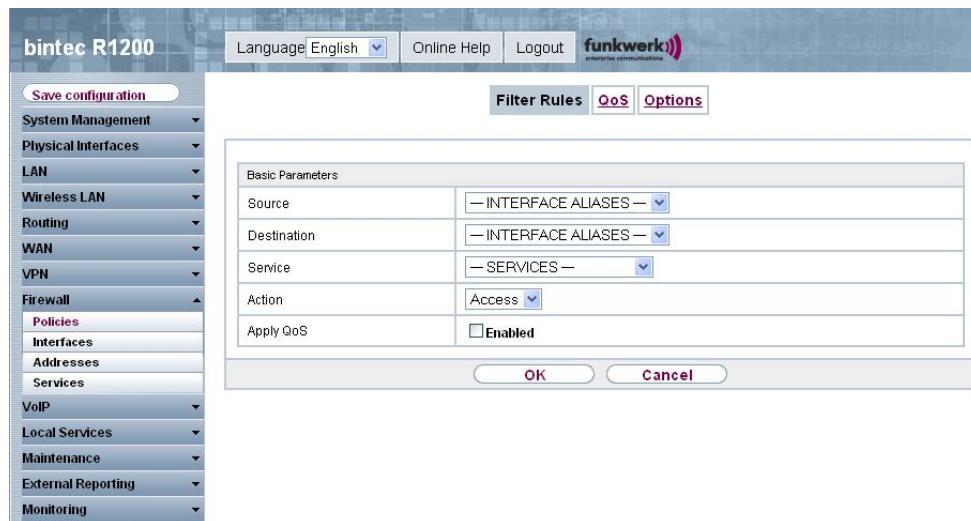 bintec R1200
Language English
Online Help
Logout
funkwerk
enterprise communications
Save configuration
System Management
Physical Interfaces
LAN
Wireless LAN
Routing
WAN
VPN
Firewall
Policies
Interfaces
Addresses
Services
VoIP
Local Services
Maintenance
External Reporting
Monitoring
Filter Rules
QoS
Options
Basic Parameters
Source — INTERFACE ALIASES —
Destination — INTERFACE ALIASES —
Service — SERVICES —
Action Access
Apply QoS Enabled
OK
Cancel